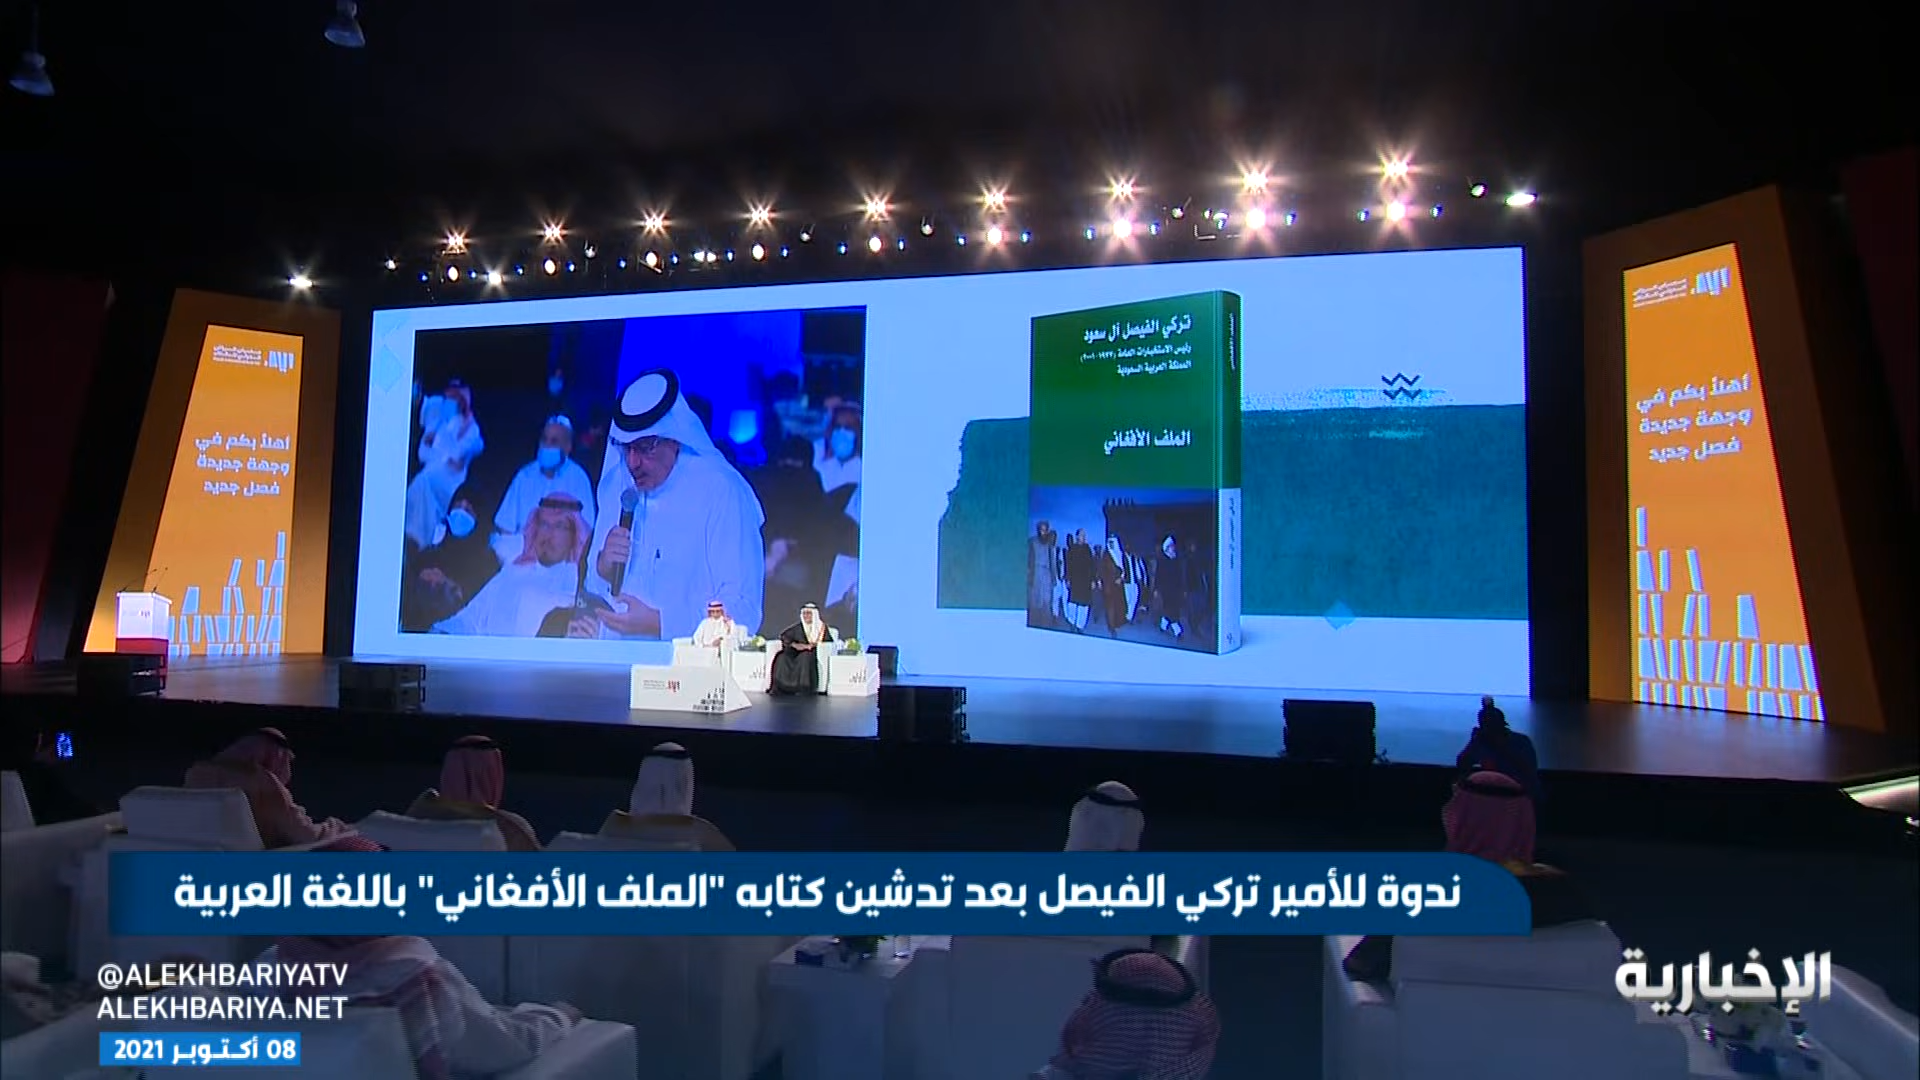 تركي الفيصل آل سعود
رئيس الاستخبارات العامة
المملكة العربية السعودية
الملف الأفغاني
الملف الأفغاني
أهلاً بكم في
وجهة جديدة
فصل جديد
أهلاً بكم في
وجهة جديدة
فصل جديد
ندوة للأمير تركي الفيصل بعد تدشين كتابه "الملف الأفغاني" باللغة العربية
@ALEKHBARIYATV
ALEKHBARIYA.NET
08 أكتوبر 2021
الإخبارية